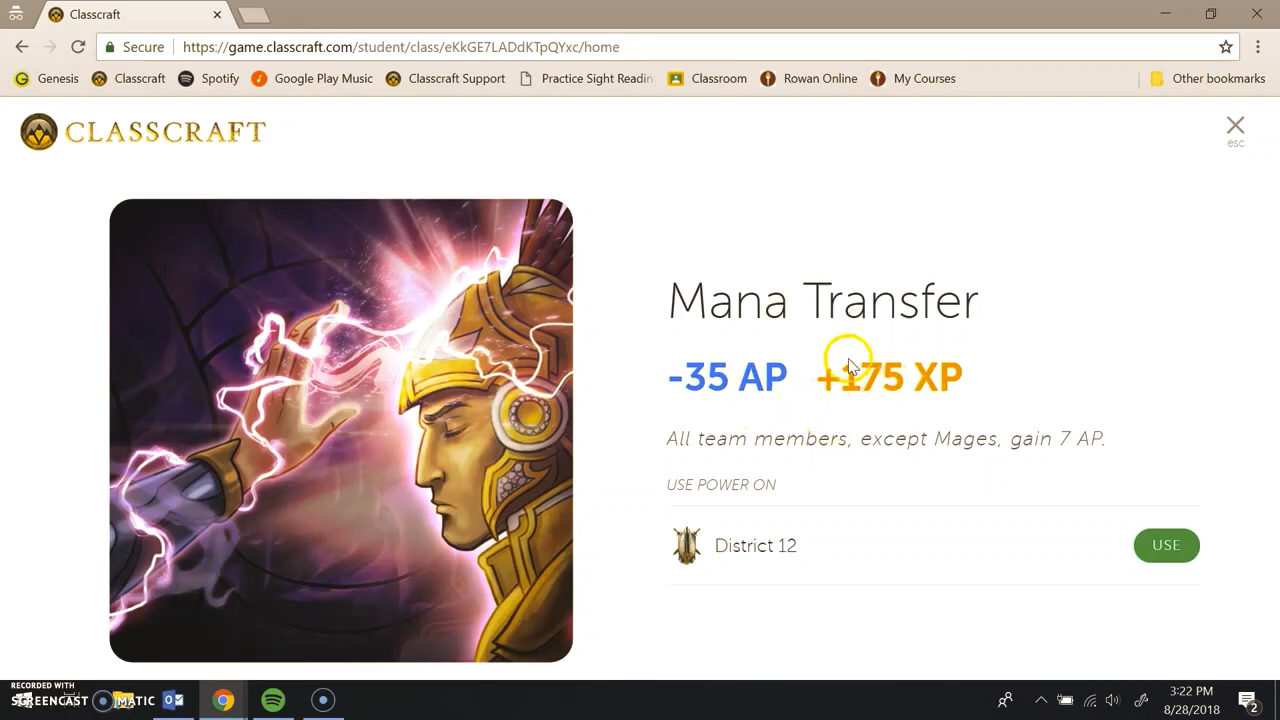 Classcraft
Secure https://game.classcraft.com/student/class/eKkGE7LADdKTpQYxc/home
Genesis Classcraft Spotify Google Play Music Classcraft Support Practice Sight Readin Classroom Rowan Online My Courses Other bookmarks
CLASSCRAFT
esc
Mana Transfer
-35 AP +175 XP
All team members, except Mages, gain 7 AP.
USE POWER ON
District 12 USE
RECORDED WITH
SCREENCAST MATIC
3:22 PM
8/28/2018
2